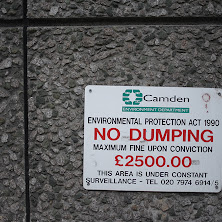 Camden
ENVIRONMENT DEPARTMENT
ENVIRONMENTAL PROTECTION ACT 1990
NO DUMPING
MAXIMUM FINE UPON CONVICTION
£2500.00
THIS AREA IS UNDER CONSTANT
SURVEILLANCE - TEL 020 7974 6914/5